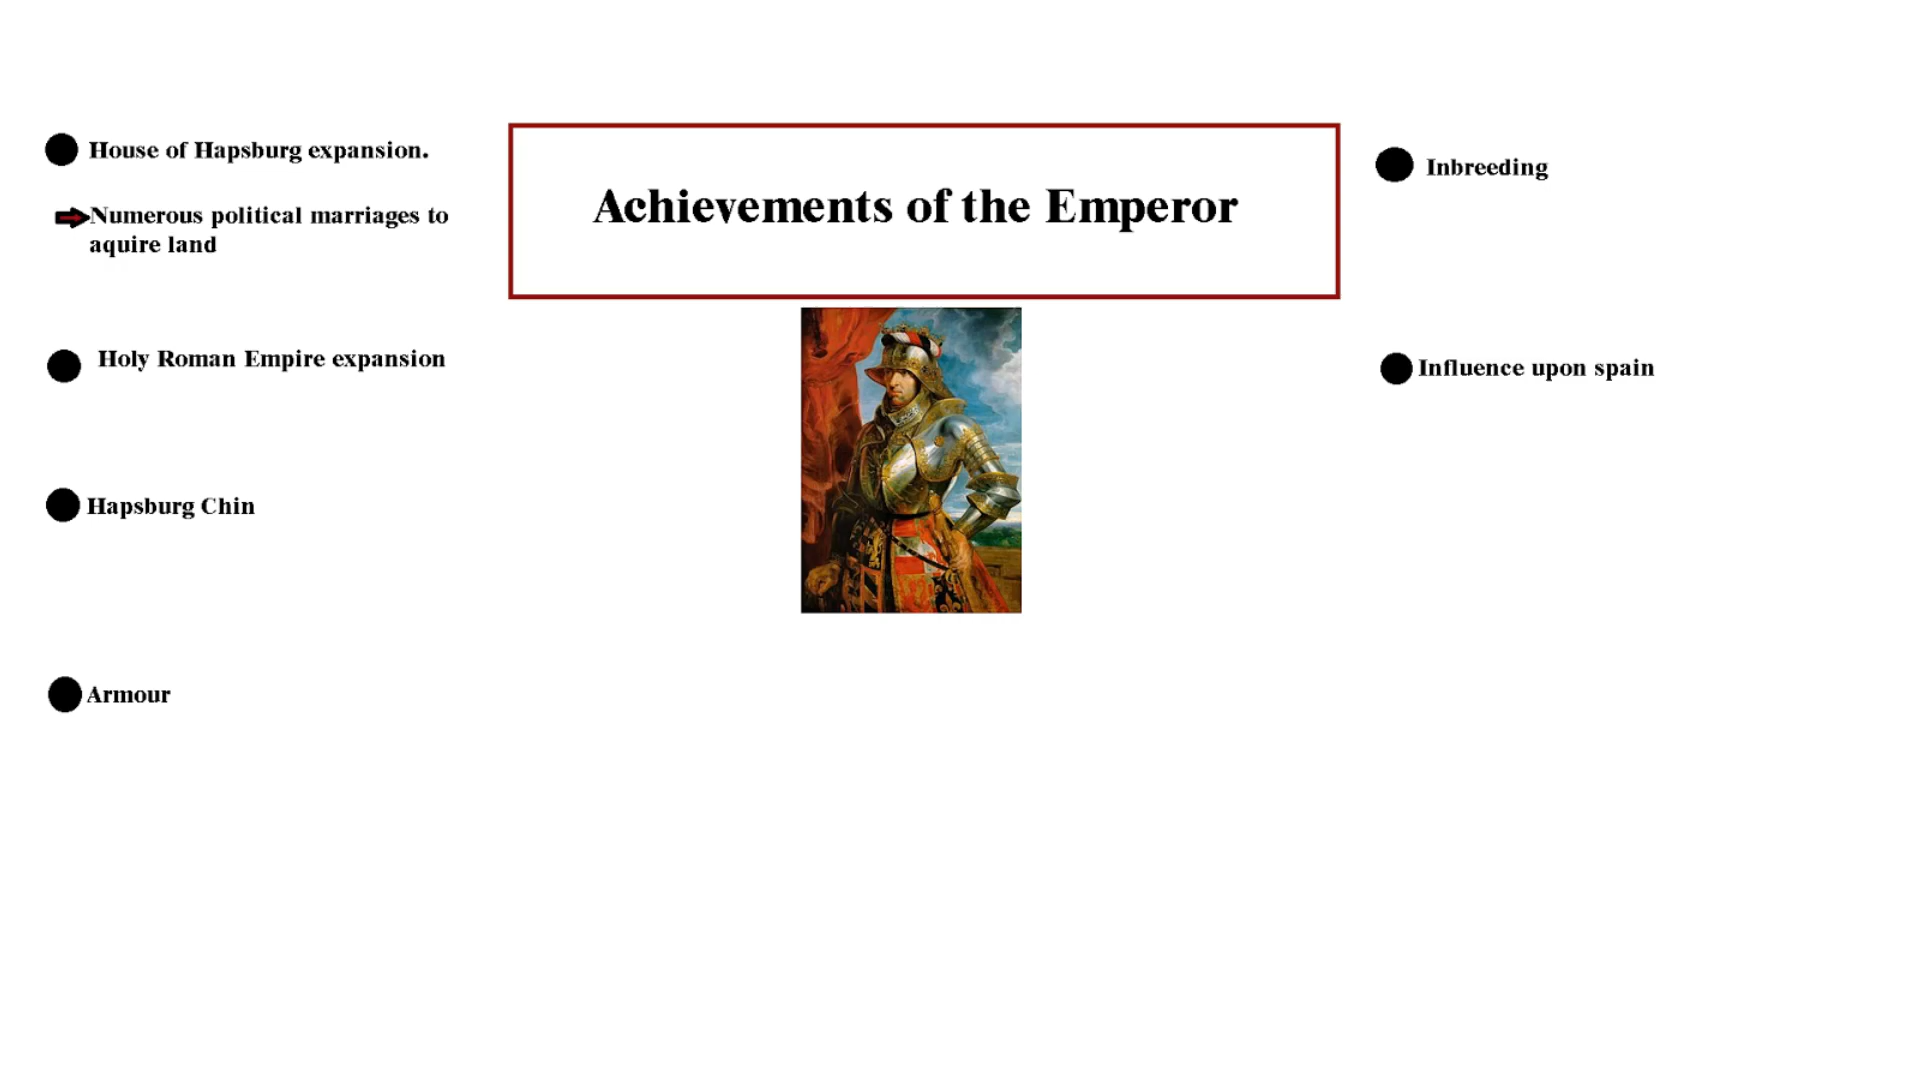 House of Hapsburg expansion.
Numerous political marriages to
aquire land
Holy Roman Empire expansion
Hapsburg Chin
Armour
Achievements of the Emperor
Inbreeding
Influence upon spain